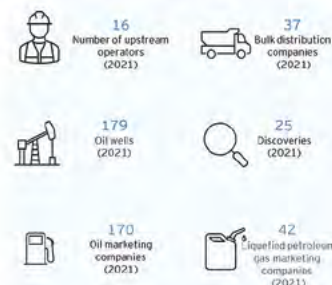 16
Number of upstream
operators
(2021)
37
Bulk distribution
companies
(2021)
179
Oil wells
(2021)
25
Discoveries
(2021)
170
Oil marketing
companies
(2021)
42
Liquefied petroleum
gas marketing
companies
(2021)